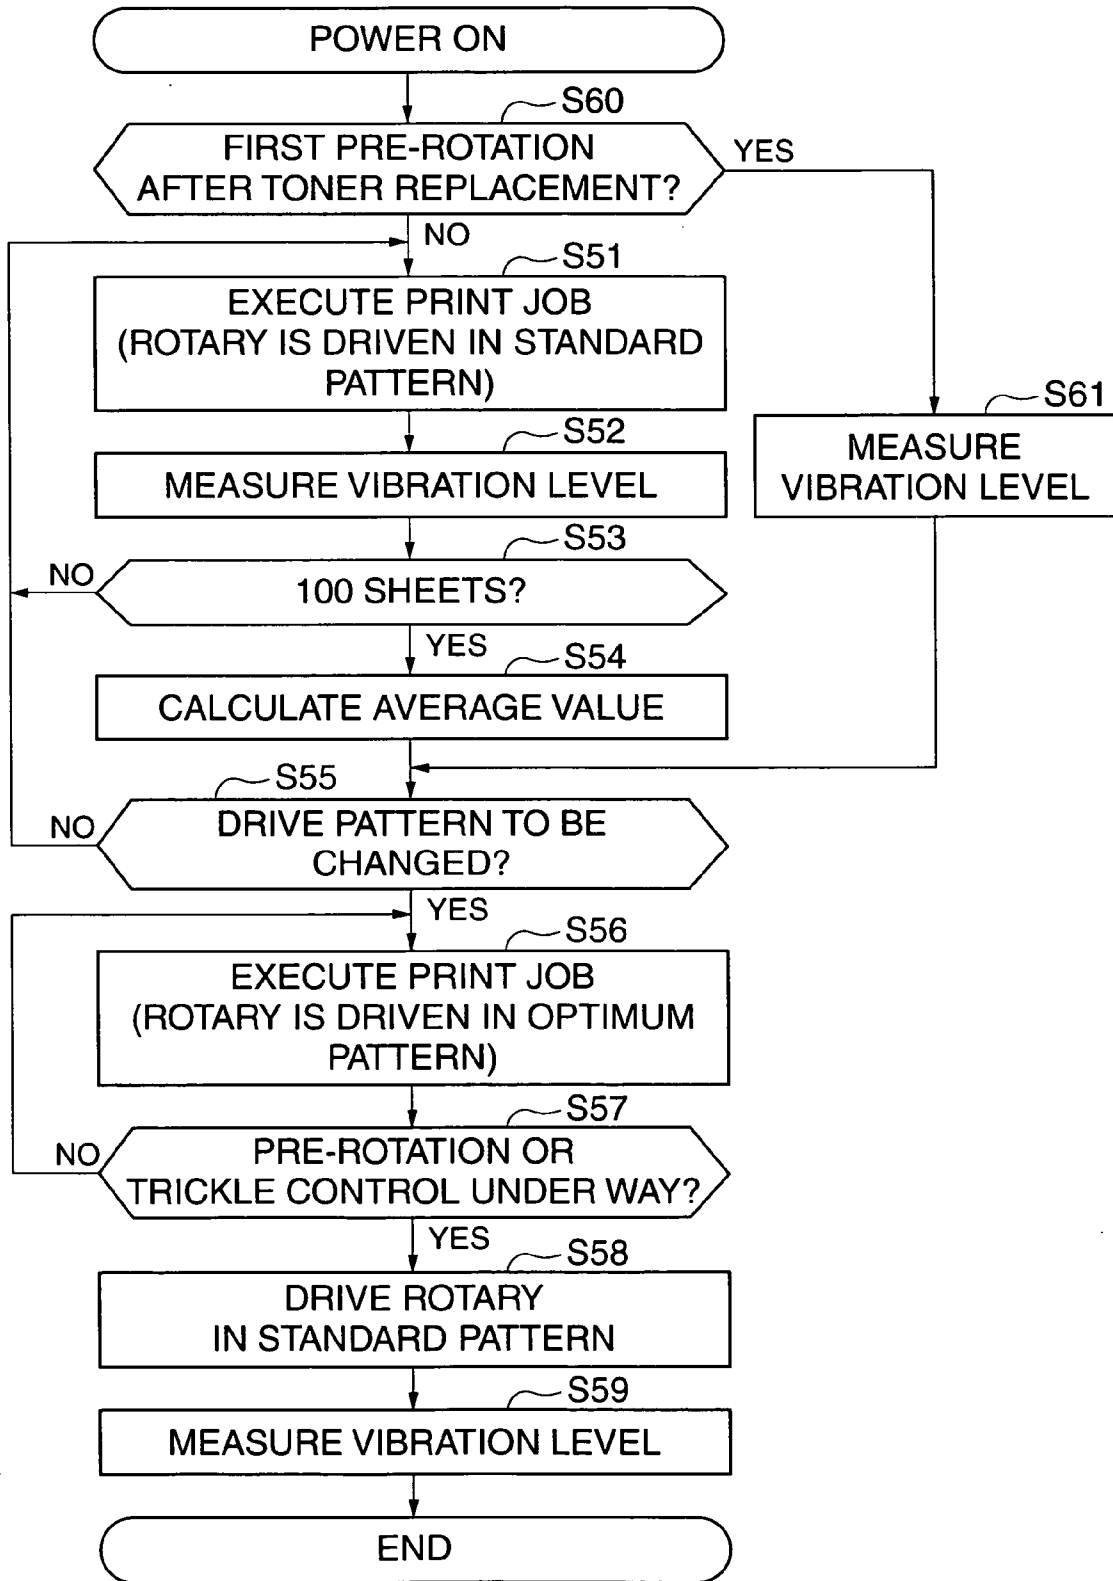 POWER ON
S60
FIRST PRE-ROTATION
AFTER TONER REPLACEMENT?
YES
NO
S51
EXECUTE PRINT JOB
(ROTARY IS DRIVEN IN STANDARD
PATTERN)
S61
MEASURE
VIBRATION LEVEL
S52
MEASURE VIBRATION LEVEL
S53
NO
100 SHEETS?
YES
S54
CALCULATE AVERAGE VALUE
S55
NO
DRIVE PATTERN TO BE
CHANGED?
YES
S56
EXECUTE PRINT JOB
(ROTARY IS DRIVEN IN OPTIMUM
PATTERN)
S57
NO
PRE-ROTATION OR
TRICKLE CONTROL UNDER WAY?
YES
S58
DRIVE ROTARY
IN STANDARD PATTERN
S59
MEASURE VIBRATION LEVEL
END